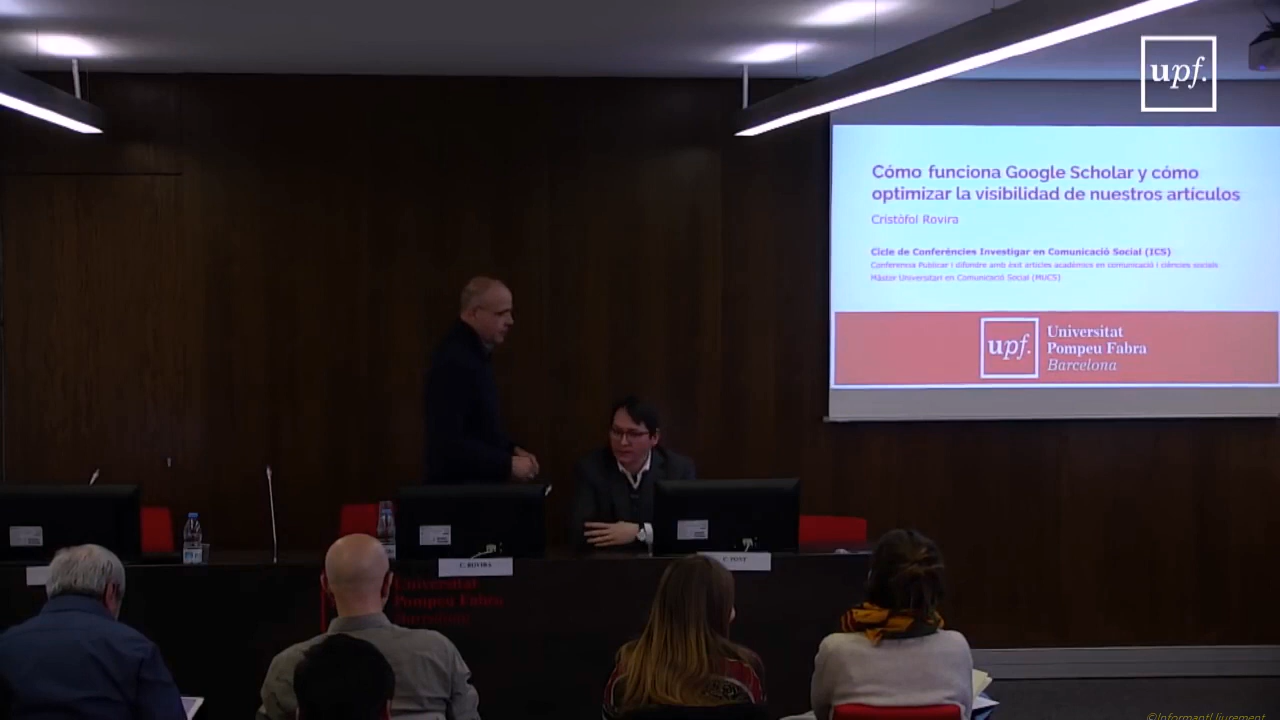 upf.
Cómo funciona Google Scholar y cómo
optimizar la visibilidad de nuestros artículos
Cristòfol Rovira
Cicle de Conferències Investigar en Comunicació Social (ICS)
Conferència Publicar i difondre amb èxit articles acadèmics en comunicació i ciències socials
Màster Universitari en Comunicació Social (MUCS)
upf.
Universitat
Pompeu Fabra
Barcelona
C. ROVIRA
Universitat
Pompeu Fabra
Barcelona